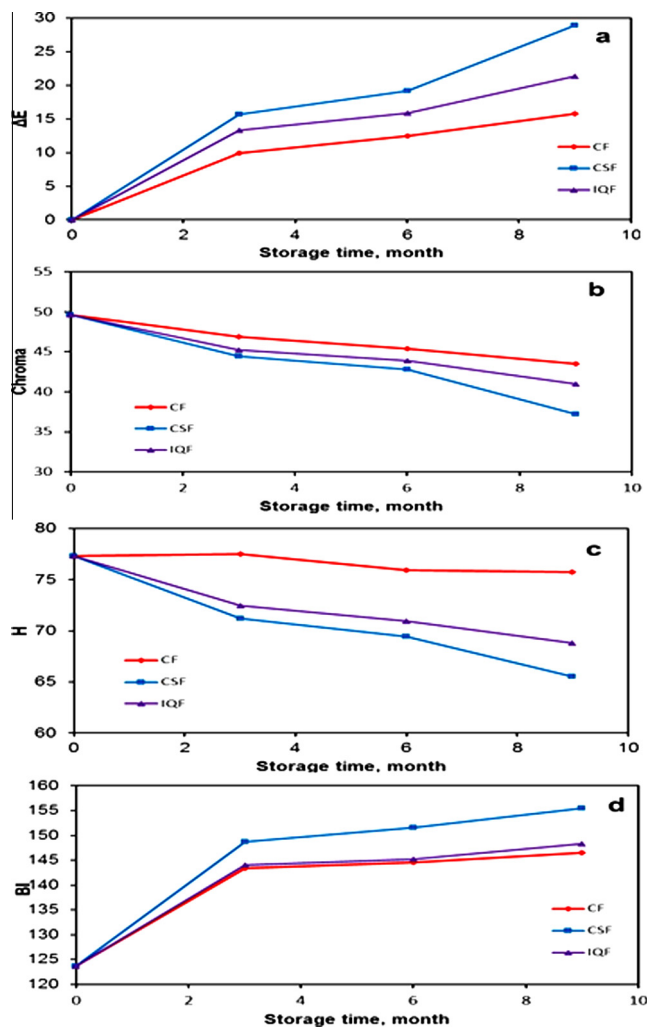 a
30
25
20
15
10
5
0
ΔE
CF
CSF
IQF
0 2 4 6 8 10
Storage time, month
b
55
50
45
40
35
30
Chroma
CF
CSF
IQF
0 2 4 6 8 10
Storage time, month
c
80
75
70
65
60
H
CF
CSF
IQF
0 2 4 6 8 10
Storage time, month
d
160
155
150
145
140
135
130
125
120
BI
CF
CSF
IQF
0 2 4 6 8 10
Storage time, month